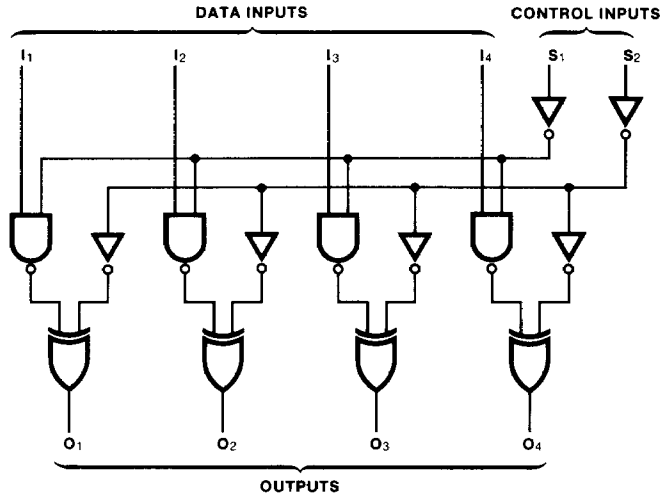 DATA INPUTS CONTROL INPUTS
I1 I2 I3 I4 S1 S2
O1 O2 O3 O4
OUTPUTS